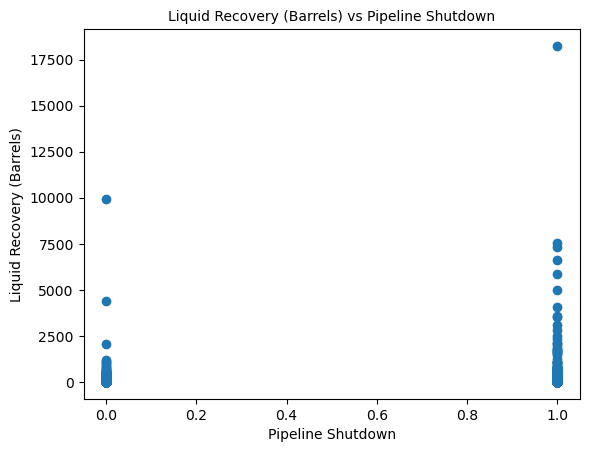 Liquid Recovery (Barrels) vs Pipeline Shutdown
17500
15000
12500
10000
7500
5000
2500
0
Liquid Recovery (Barrels)
0.0 0.2 0.4 0.6 0.8 1.0
Pipeline Shutdown